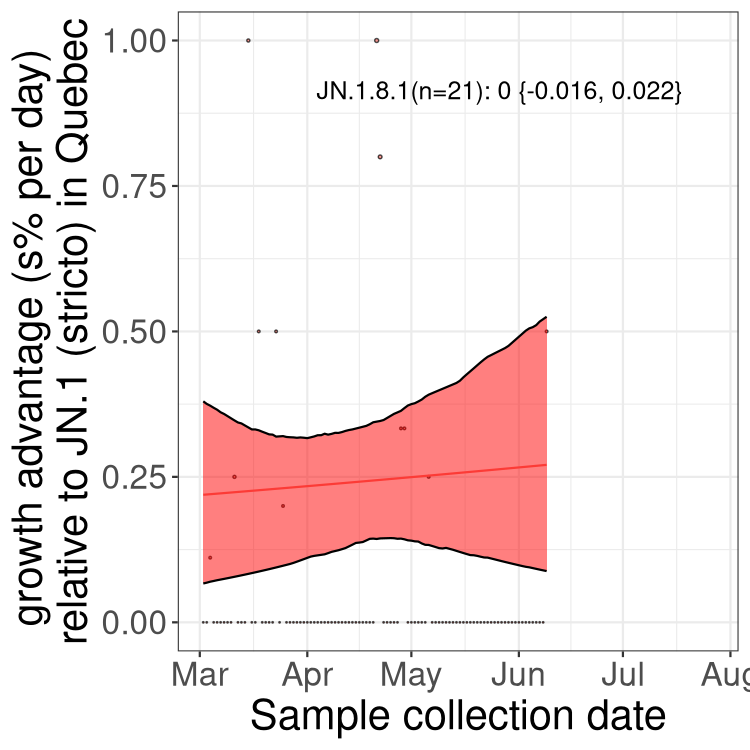 growth advantage (s% per day)
relative to JN.1 (stricto) in Quebec
1.00
0.75
0.50
0.25
0.00
JN.1.8.1(n=21): 0 {-0.016, 0.022}
Mar Apr May Jun Jul Aug
Sample collection date